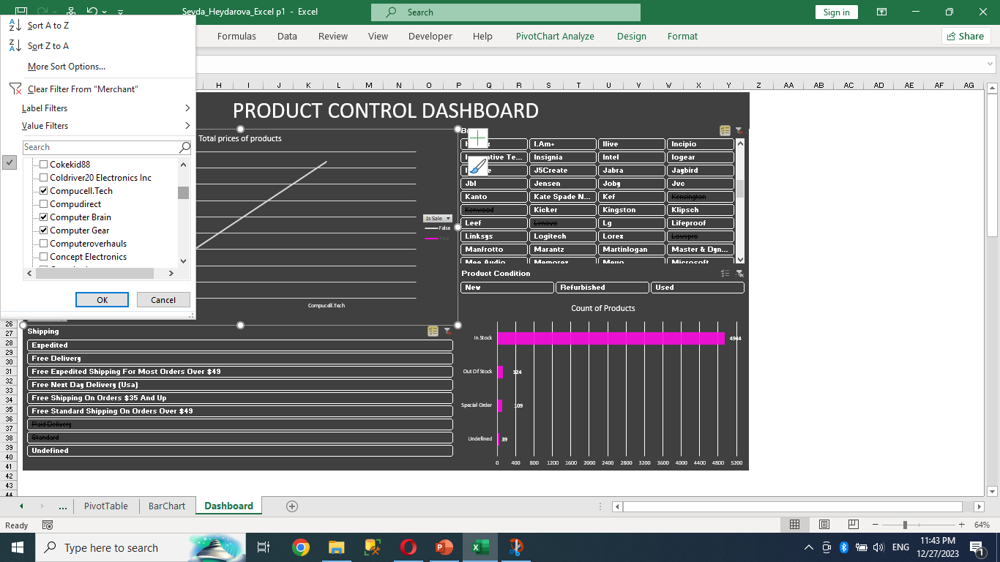 Sevda_Heydarova_Excel p1 - Excel
Search
Sign in
Formulas Data Review View Developer Help PivotChart Analyze Design Format
Share
Sort A to Z
Sort Z to A
More Sort Options...
Clear Filter From "Merchant"
Label Filters
Value Filters
Search
Cokekid88
Coldriver20 Electronics Inc
Compucell.Tech
Compudirect
Computer Brain
Computer Gear
Computeroverhauls
Concept Electronics
OK Cancel
H I J K L M N O P Q R S T U V W X Y Z AA AB AC AD AE AF AG
PRODUCT CONTROL DASHBOARD
Total prices of products
Is Sale
False
True
Compucell.Tech
I.Am+ Ilive Incipio
Te... Insignia Intel Iogear
J5Create Jabra Jaybird
Jbl Jensen Joby Jvc
Kanto Kate Spade N... Kef Kensington
Kenwood Kicker Kingston Klipsch
Leef Lenovo Lg Lifeproof
Linksys Logitech Lorex Lowepro
Manfrotto Marantz Martinlogan Master & Dyn...
Mee Audio Memorex Meuo Microsoft
Product Condition
New Refurbished Used
Shipping
Expedited
Free Delivery
Free Expedited Shipping For Most Orders Over $49
Free Next Day Delivery (Usa)
Free Shipping On Orders $35 And Up
Free Standard Shipping On Orders Over $49
Paid Delivery
Standard
Undefined
Count of Products
In Stock 4944
Out Of Stock 124
Special Order 109
Undefined 39
0 400 800 1200 1600 2000 2400 2800 3200 3600 4000 4400 4800 5200
26
27
28
29
30
31
32
33
34
35
36
37
38
39
40
41
42
43
44
... PivotTable BarChart Dashboard
Ready
64%
Type here to search
ENG
11:43 PM
12/27/2023
1